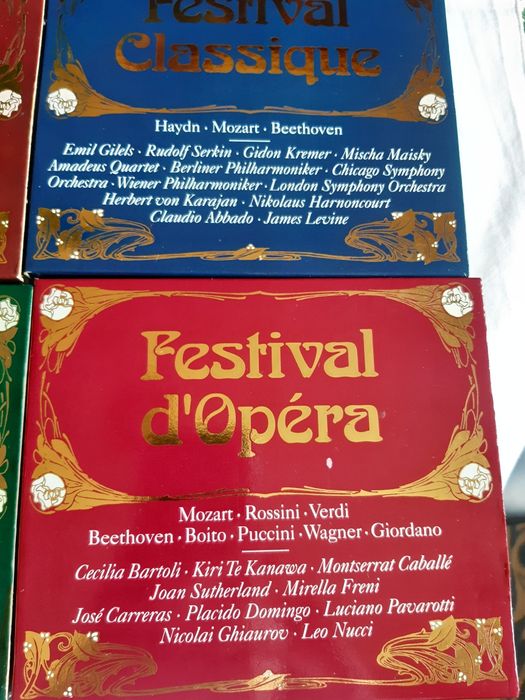 Festival
Classique
Haydn · Mozart · Beethoven
Emil Gilels · Rudolf Serkin · Gidon Kremer · Mischa Maisky
Amadeus Quartet · Berliner Philharmoniker · Chicago Symphony
Orchestra · Wiener Philharmoniker · London Symphony Orchestra
Herbert von Karajan · Nikolaus Harnoncourt
Claudio Abbado · James Levine
Festival
d'Opéra
Mozart · Rossini · Verdi
Beethoven · Boito · Puccini · Wagner · Giordano
Cecilia Bartoli · Kiri Te Kanawa · Montserrat Caballé
Joan Sutherland · Mirella Freni
José Carreras · Placido Domingo · Luciano Pavarotti
Nicolai Ghiaurov · Leo Nucci